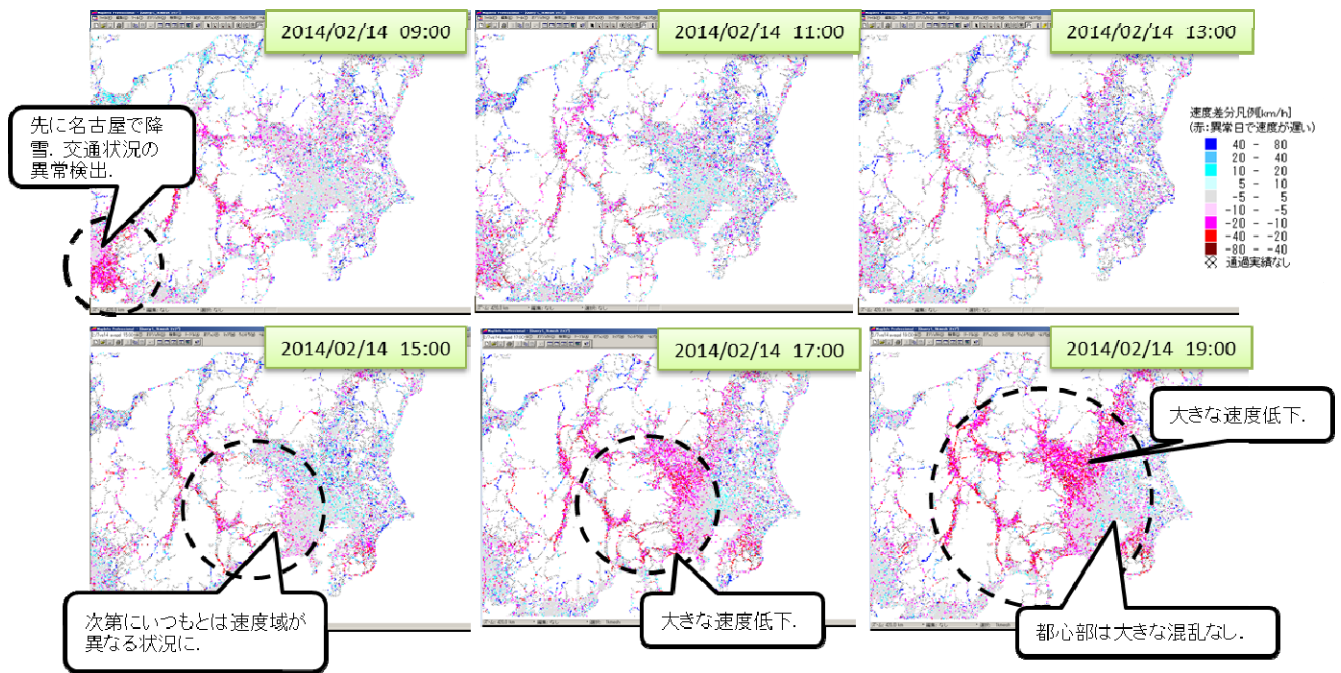 2014/02/14 09:00
2014/02/14 11:00
2014/02/14 13:00
先に名古屋で降
雪. 交通状況の
異常検出.
速度差分凡例[km/h]
(赤:異常日で速度が遅い)
40 - 80
20 - 40
10 - 20
5 - 10
-5 - 5
-10 - -5
-20 - -10
-40 - -20
-80 - -40
通過実績なし
2014/02/14 15:00
2014/02/14 17:00
2014/02/14 19:00
大きな速度低下.
次第にいつもとは速度域が
異なる状況に.
大きな速度低下.
都心部は大きな混乱なし.